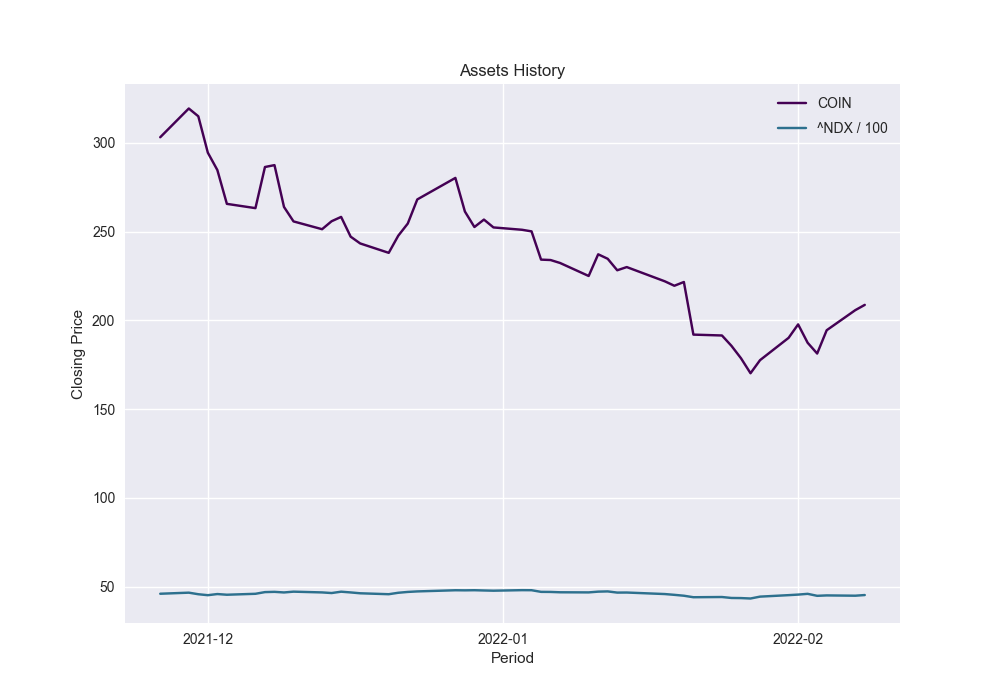 Assets History
COIN
^NDX / 100
300
250
200
150
100
50
Closing Price
2021-12
2022-01
2022-02
Period